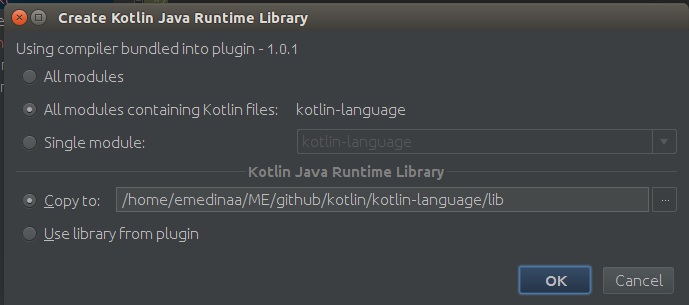 Create Kotlin Java Runtime Library
Using compiler bundled into plugin - 1.0.1
All modules
All modules containing Kotlin files: kotlin-language
Single module: kotlin-language
Kotlin Java Runtime Library
Copy to: /home/emedinaa/ME/github/kotlin/kotlin-language/lib ...
Use library from plugin
OK Cancel